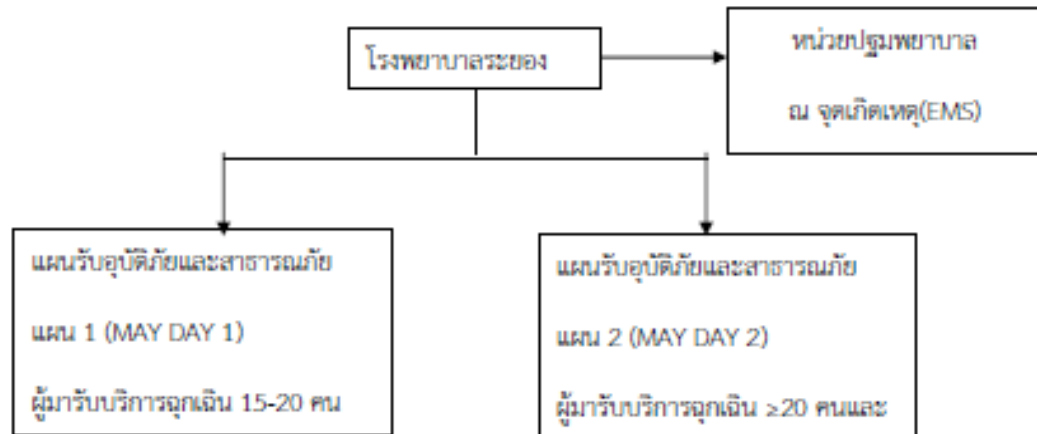 โรงพยาบาลระยอง
หน่วยปฐมพยาบาล
ณ จุดเกิดเหตุ(EMS)
แผนรับอุบัติภัยและสาธารณภัย
แผน 1 (MAY DAY 1)
ผู้มารับบริการฉุกเฉิน 15-20 คน
แผนรับอุบัติภัยและสาธารณภัย
แผน 2 (MAY DAY 2)
ผู้มารับบริการฉุกเฉิน ≥20 คนและ